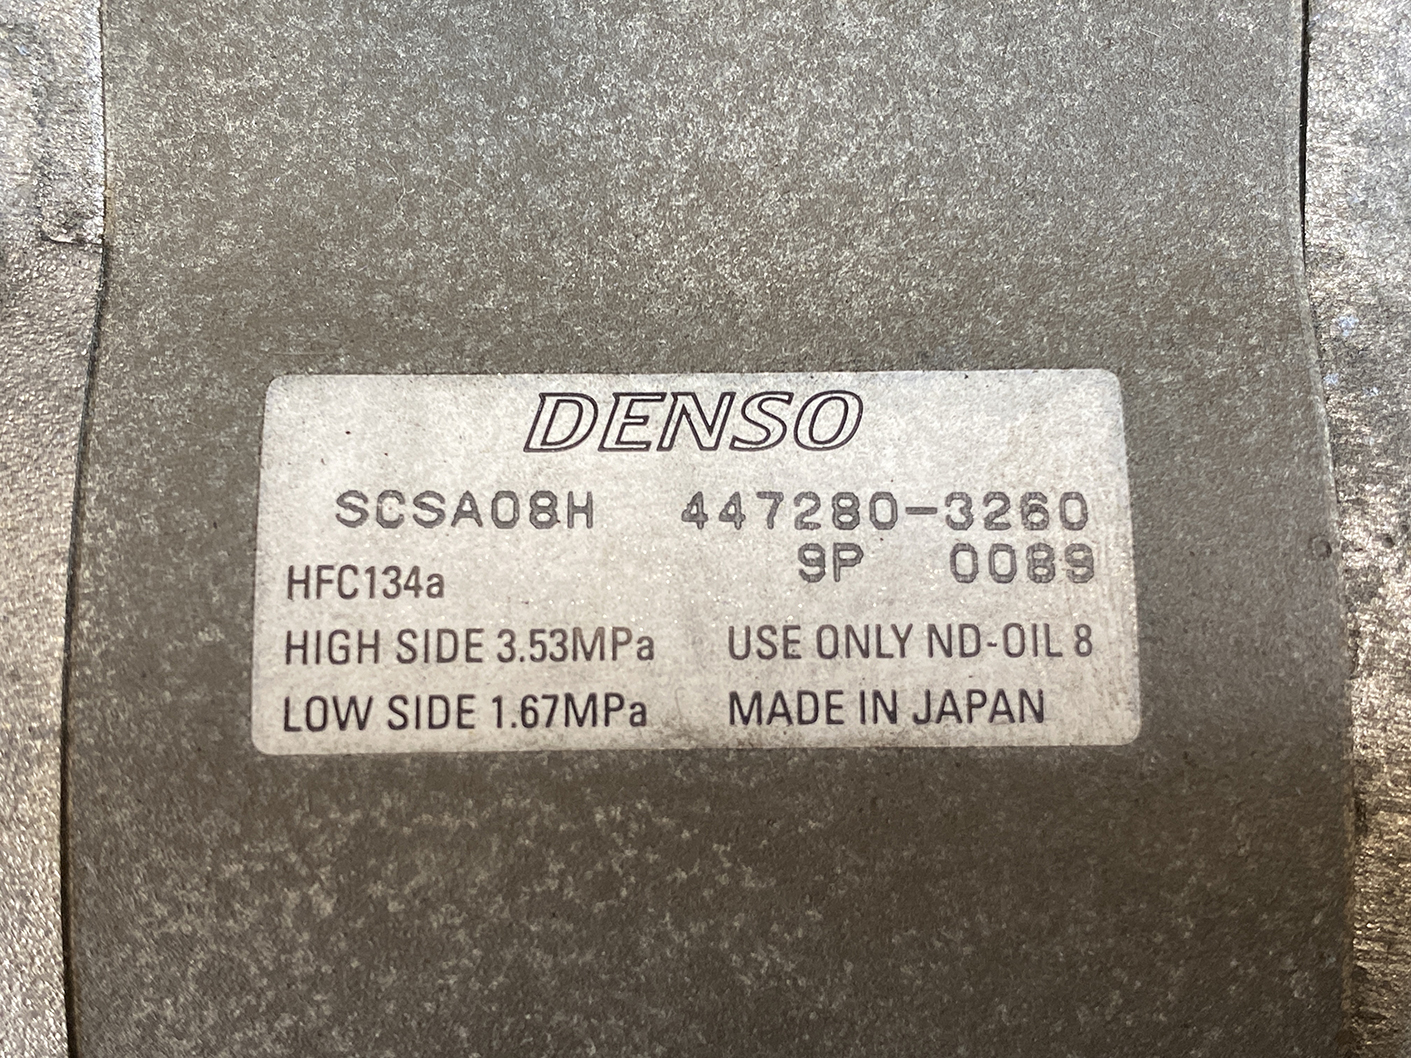 DENSO
SCSA08H 447280-3260
9P 0089
HFC134a
HIGH SIDE 3.53MPa USE ONLY ND-OIL 8
LOW SIDE 1.67MPa MADE IN JAPAN